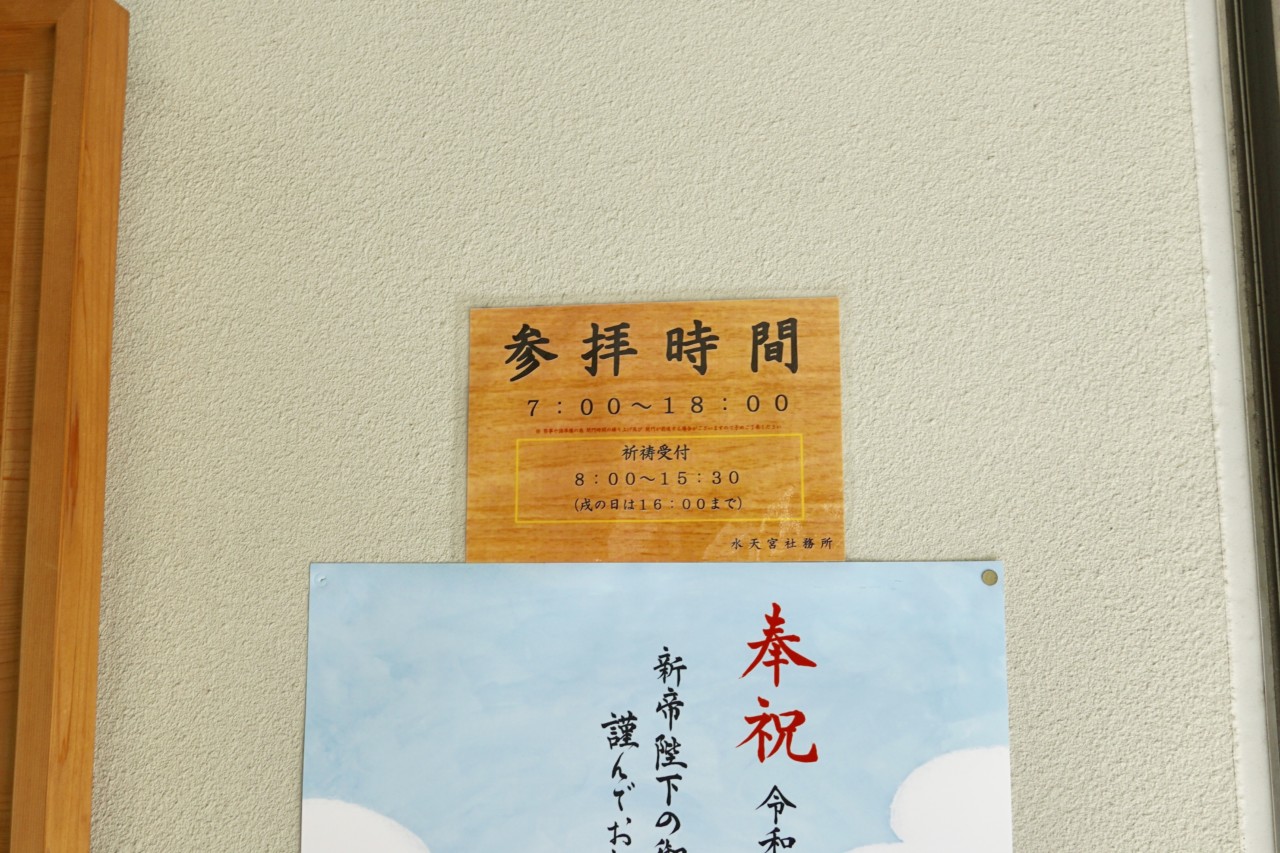 参拝時間
7：00～18：00
祈祷受付
8：00～15：30
(戌の日は16：00まで)
水天宮社務所
奉祝 令和
新帝陛下の御
謹んでお